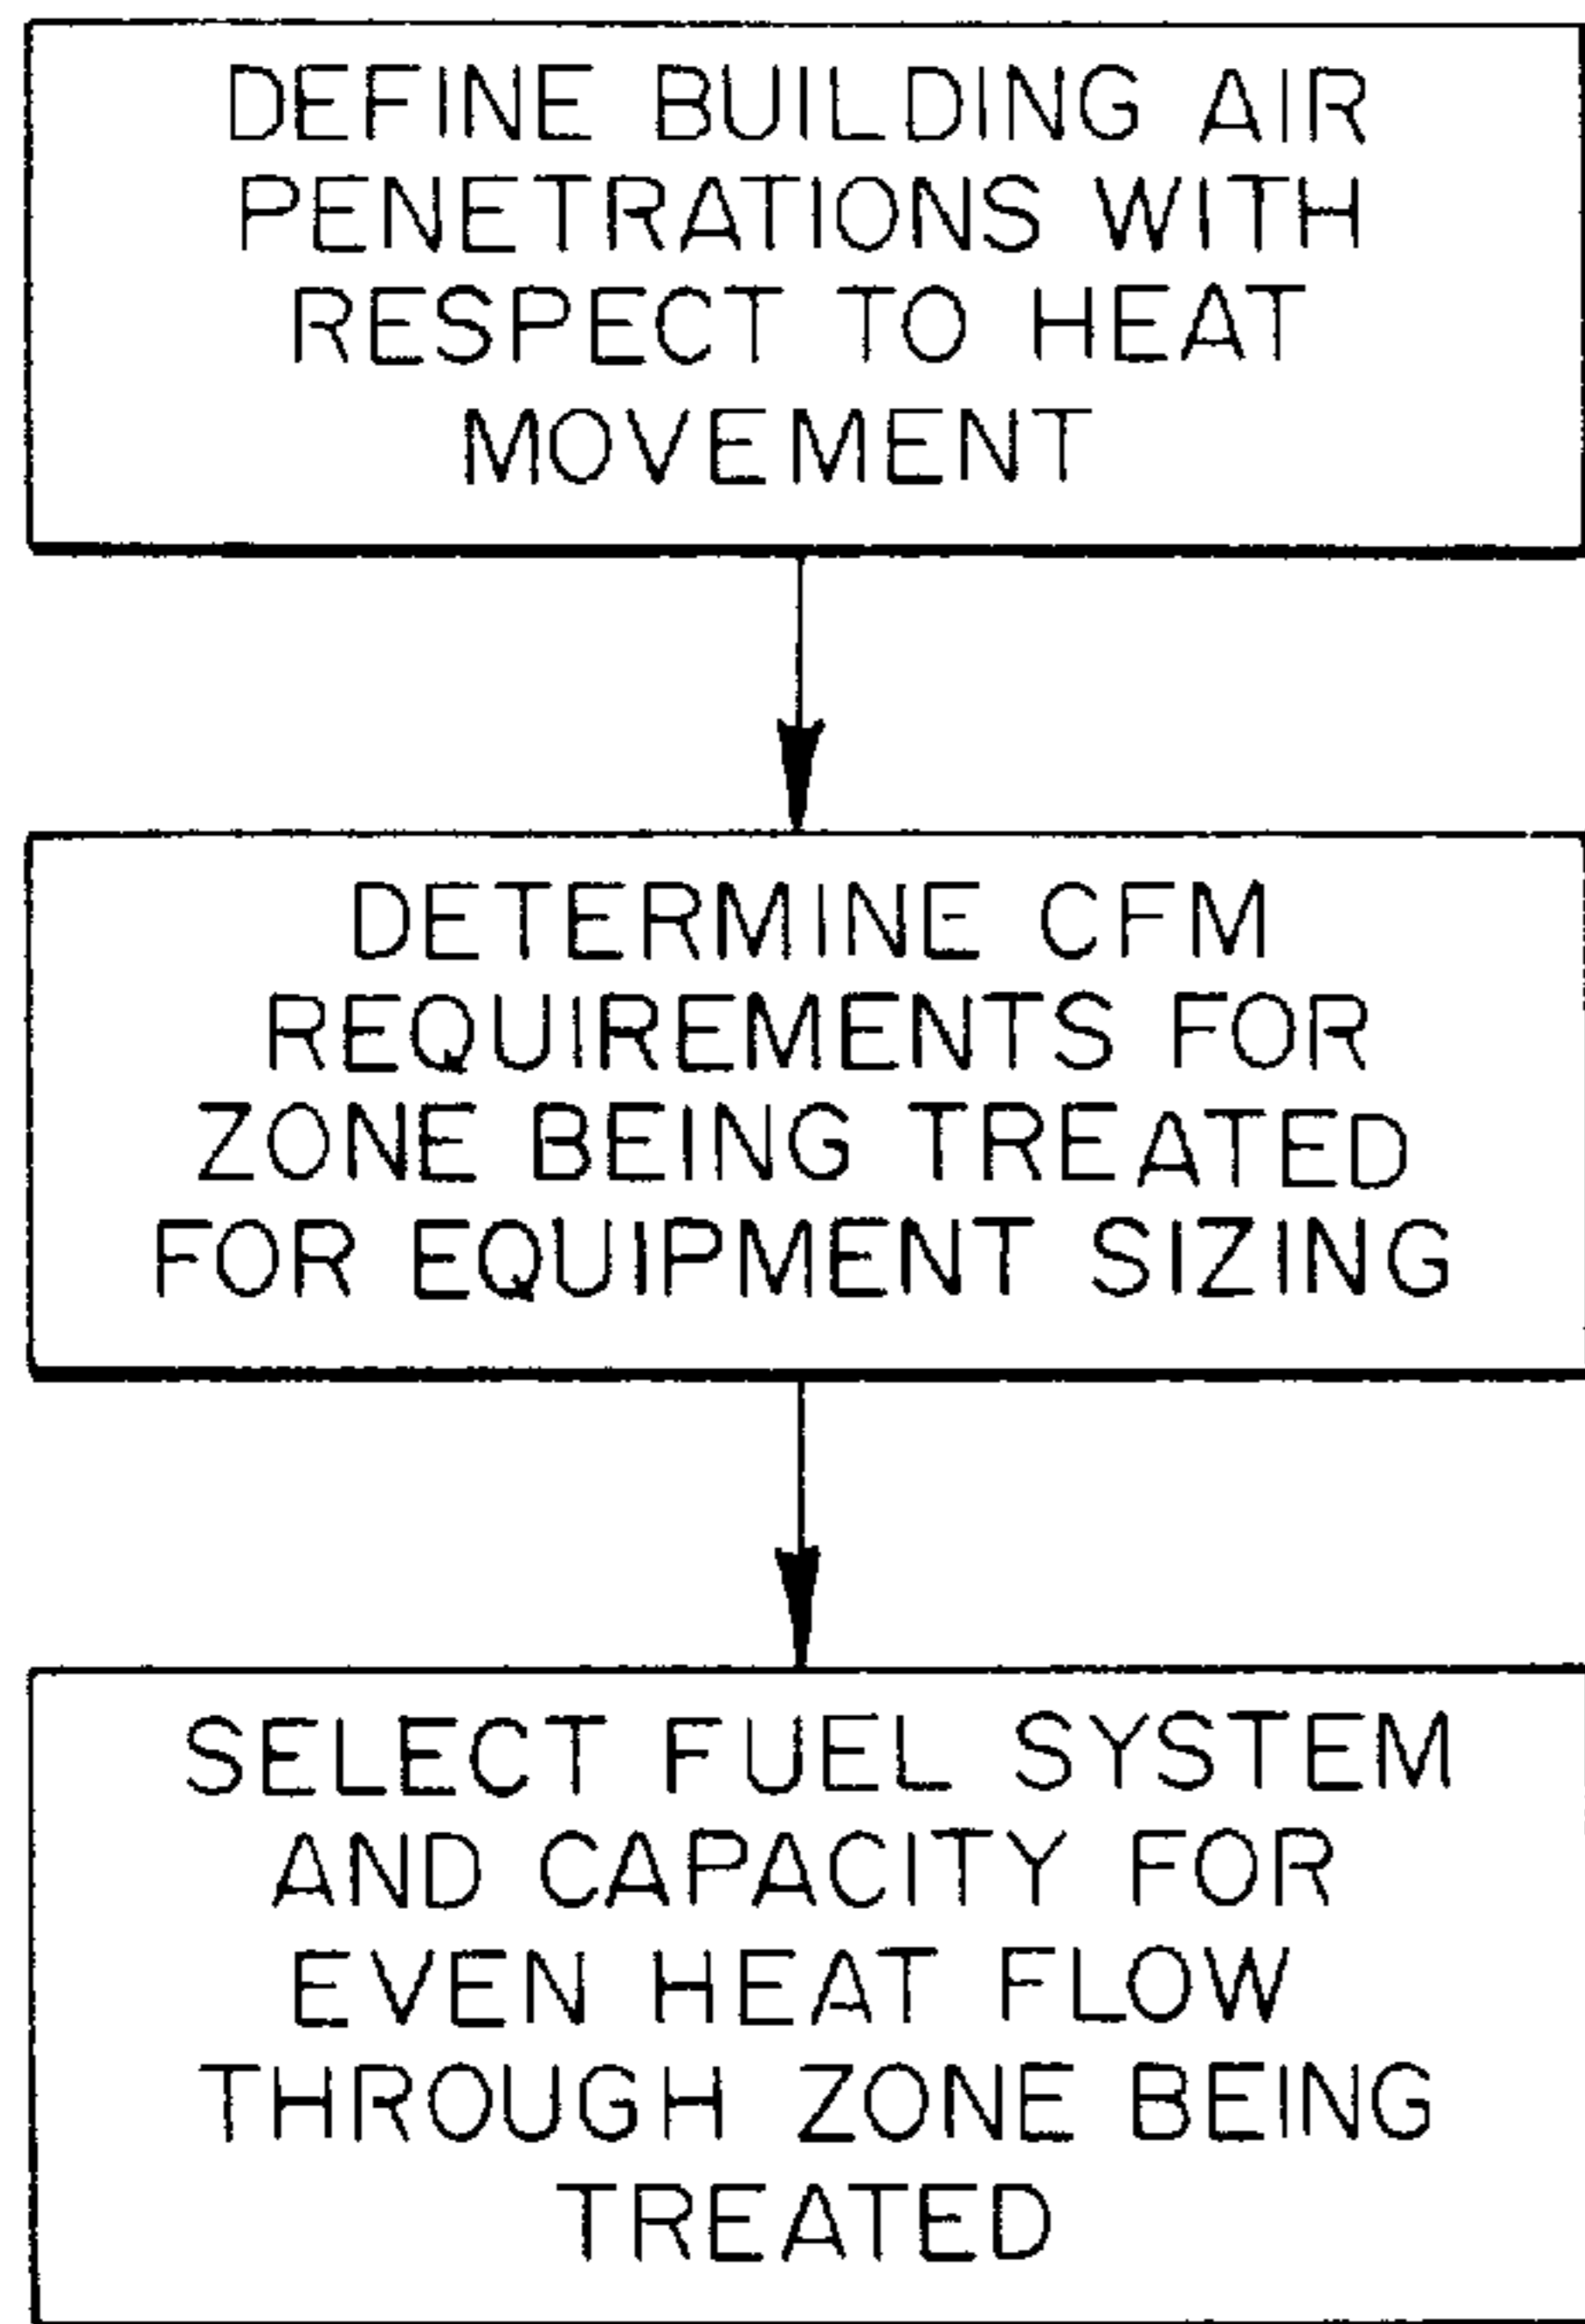 DEFINE BUILDING AIR
PENETRATIONS WITH
RESPECT TO HEAT
MOVEMENT
DETERMINE CFM
REQUIREMENTS FOR
ZONE BEING TREATED
FOR EQUIPMENT SIZING
SELECT FUEL SYSTEM
AND CAPACITY FOR
EVEN HEAT FLOW
THROUGH ZONE BEING
TREATED